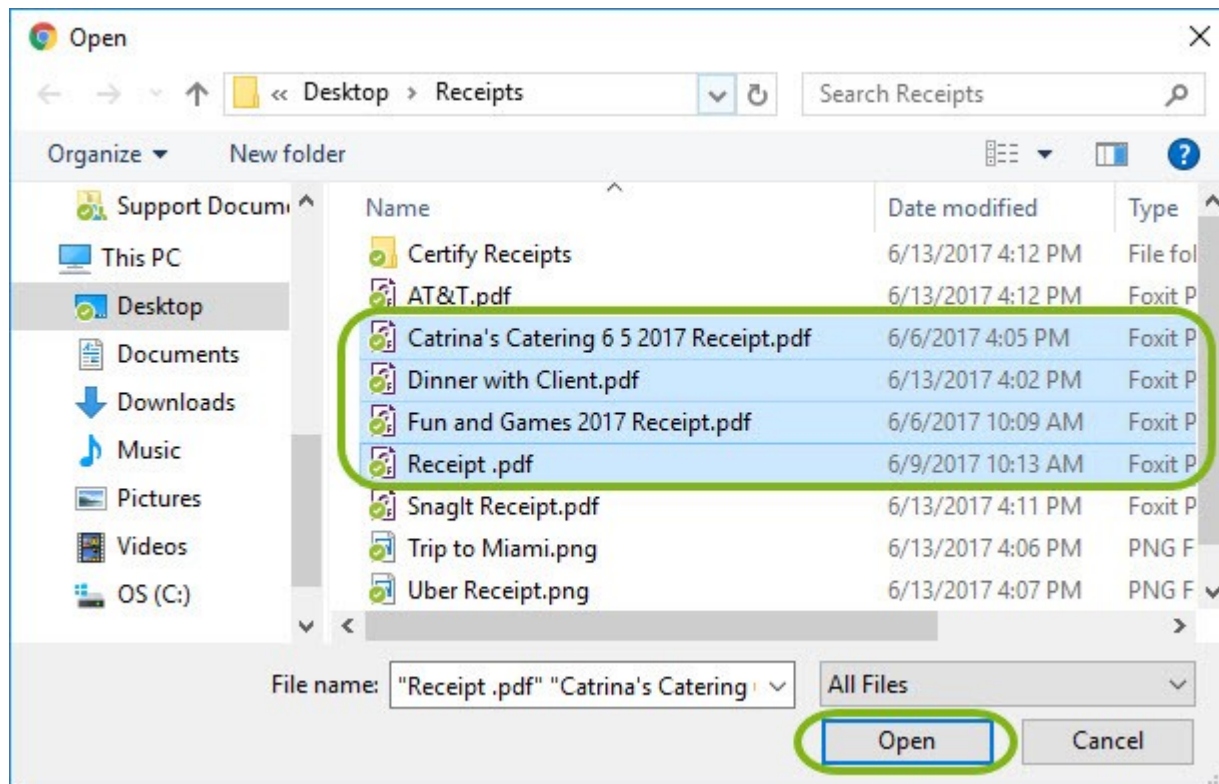 Open
« Desktop › Receipts
Search Receipts
Organize
New folder
Support Docum
Name
Date modified
Type
This PC
Certify Receipts
6/13/2017 4:12 PM
File fol
Desktop
AT&T.pdf
6/13/2017 4:12 PM
Foxit P
Catrina's Catering 6 5 2017 Receipt.pdf
6/6/2017 4:05 PM
Foxit P
Documents
Dinner with Client.pdf
6/13/2017 4:02 PM
Foxit P
Downloads
Fun and Games 2017 Receipt.pdf
6/6/2017 10:09 AM
Foxit P
Music
Receipt .pdf
6/9/2017 10:13 AM
Foxit P
Pictures
SnagIt Receipt.pdf
6/13/2017 4:11 PM
Foxit P
Videos
Trip to Miami.png
6/13/2017 4:06 PM
PNG F
OS (C:)
Uber Receipt.png
6/13/2017 4:07 PM
PNG F
File name:
"Receipt .pdf" "Catrina's Catering
All Files
Open
Cancel